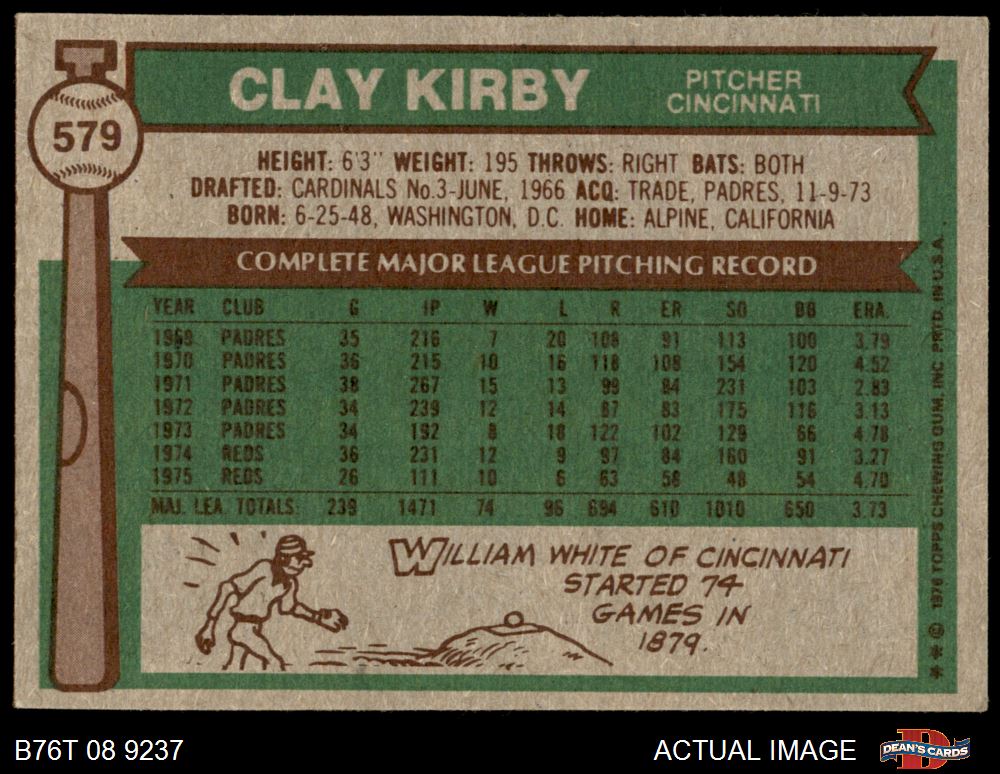 CLAY KIRBY
PITCHER
CINCINNATI
579
HEIGHT: 6'3" WEIGHT: 195 THROWS: RIGHT BATS: BOTH
DRAFTED: CARDINALS No.3-JUNE, 1966 ACQ: TRADE, PADRES, 11-9-73
BORN: 6-25-48, WASHINGTON, D.C. HOME: ALPINE, CALIFORNIA
COMPLETE MAJOR LEAGUE PITCHING RECORD
YEAR CLUB G IP W L R ER SO BB ERA.
1969 PADRES 35 216 7 20 108 91 113 100 3.79
1970 PADRES 36 215 10 16 118 108 154 120 4.52
1971 PADRES 38 267 15 13 99 84 231 103 2.83
1972 PADRES 34 239 12 14 87 83 175 116 3.13
1973 PADRES 34 192 8 18 122 102 129 66 4.78
1974 REDS 36 231 12 9 97 84 160 91 3.27
1975 REDS 26 111 10 6 63 58 48 54 4.70
MAJ. LEA. TOTALS: 239 1471 74 96 694 610 1010 650 3.73
WILLIAM WHITE OF CINCINNATI
STARTED 74
GAMES IN
1879.
* * © 1976 TOPPS CHEWING GUM, INC. PRTD. IN U.S.A.
B76T 08 9237
ACTUAL IMAGE
DEAN'S CARDS